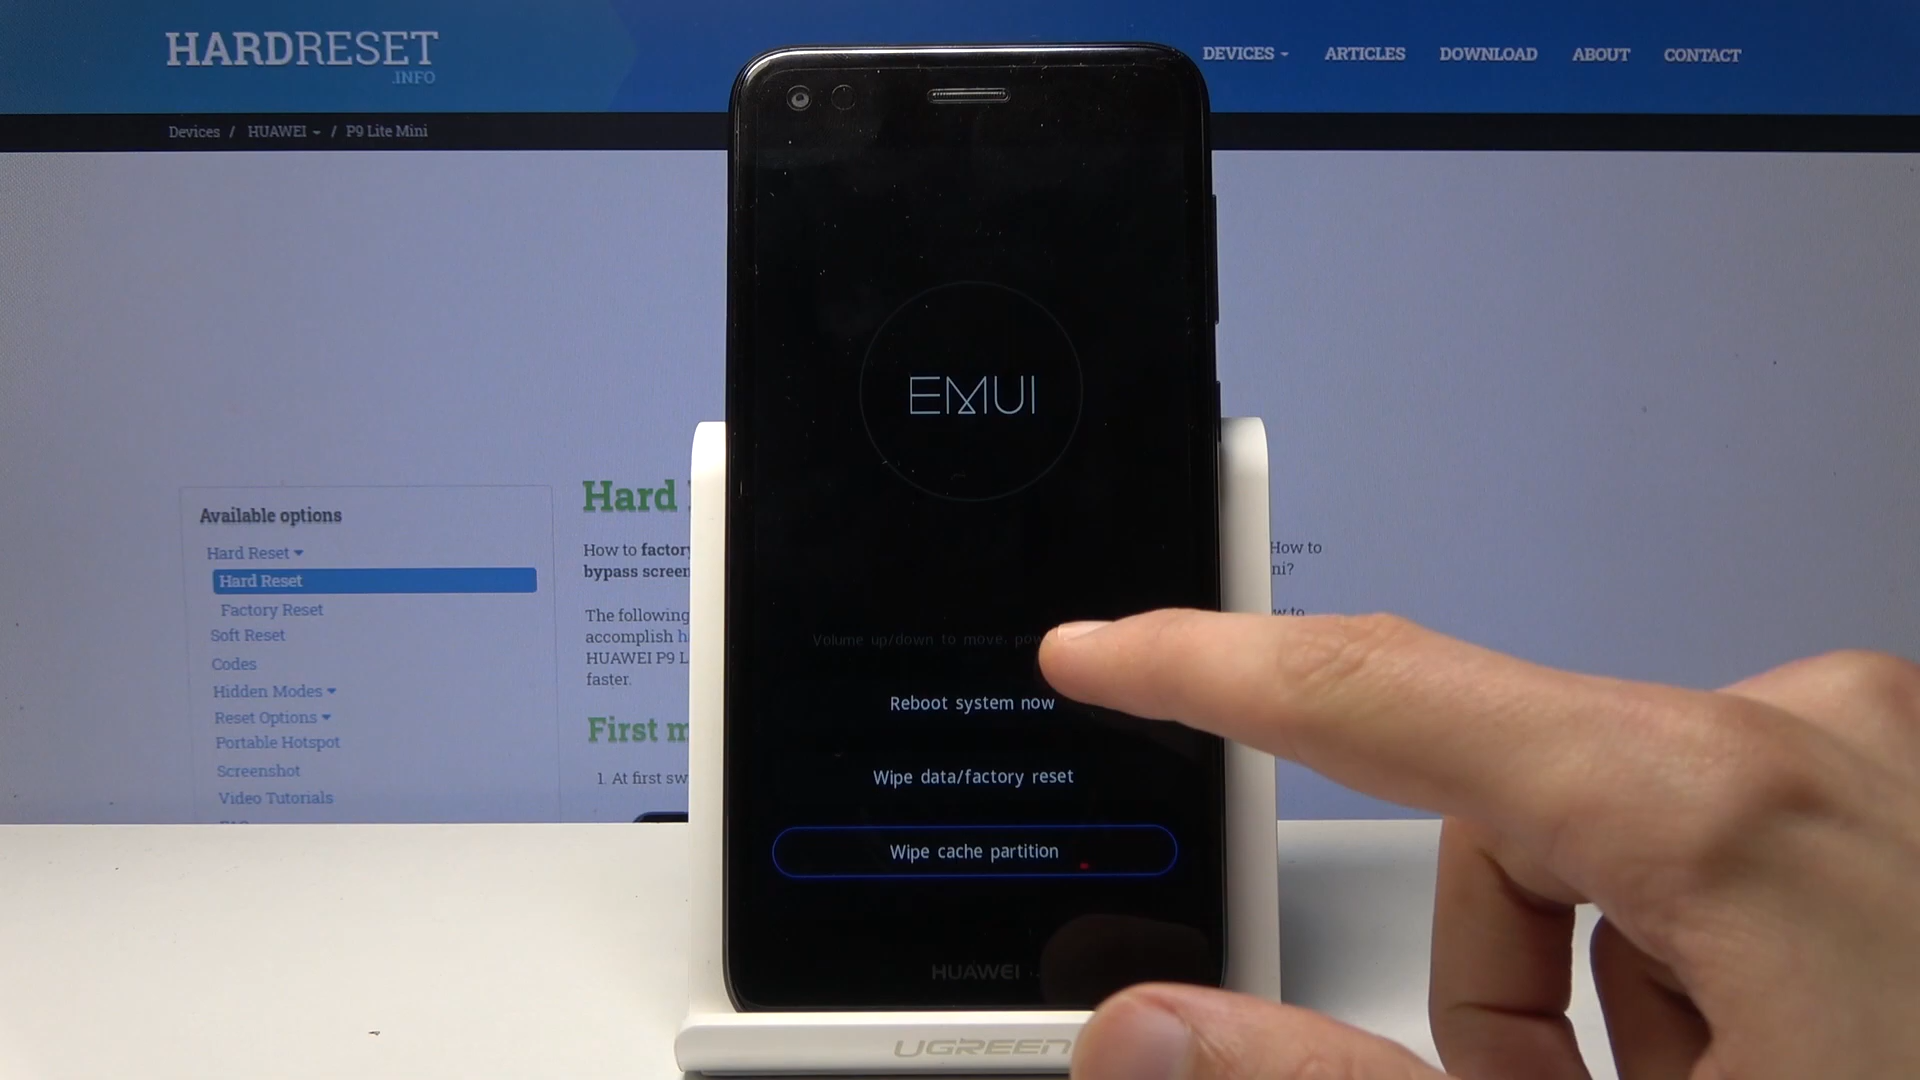 HARDRESET
.INFO
DEVICES ARTICLES DOWNLOAD ABOUT CONTACT
Devices / HUAWEI / P9 Lite Mini
Available options
Hard Reset
Hard Reset
Factory Reset
Soft Reset
Codes
Hidden Modes
Reset Options
Portable Hotspot
Screenshot
Video Tutorials
Hard
How to factory
bypass screen
The following
accomplish h
HUAWEI P9 L
faster.
First m
1. At first sw
How to
ni?
w to
EMUI
Volume up/down to move, pow
Reboot system now
Wipe data/factory reset
Wipe cache partition
HUAWEI
UGREEN